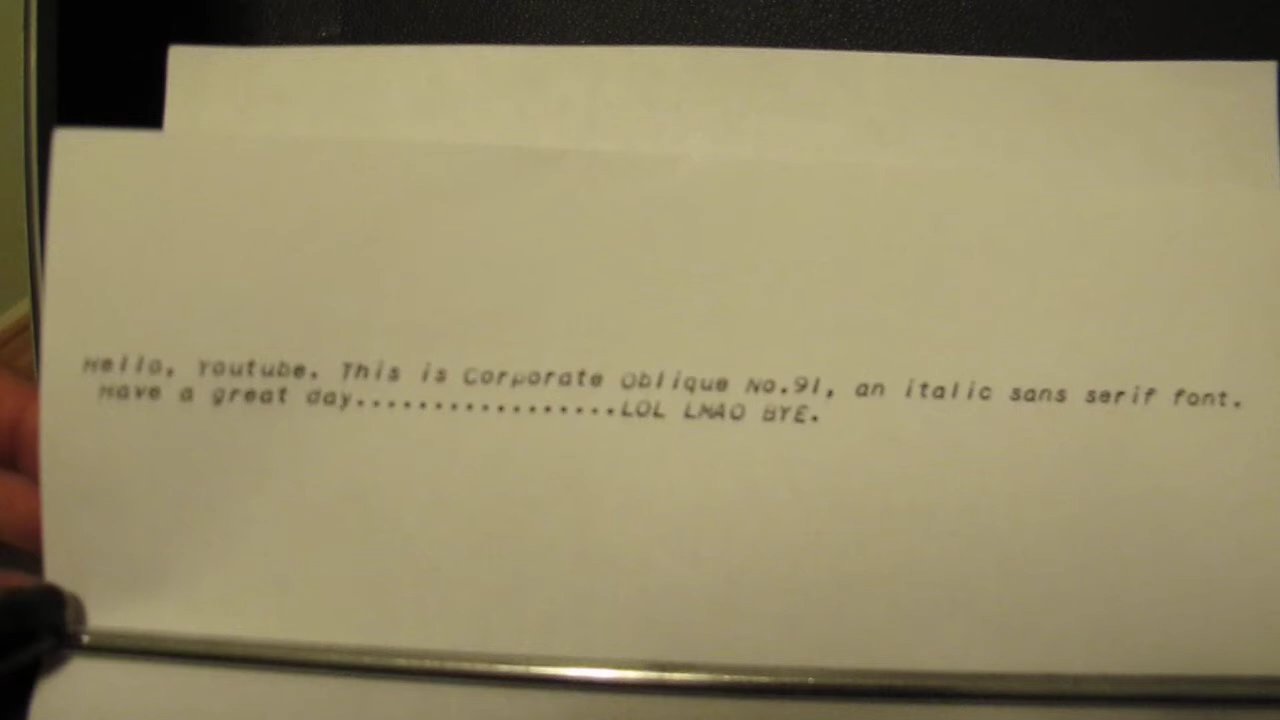 Hello, Youtube. This is Corporate Oblique No.91, an italic sans serif font.
Have a great day.................LOL LMAO BYE.